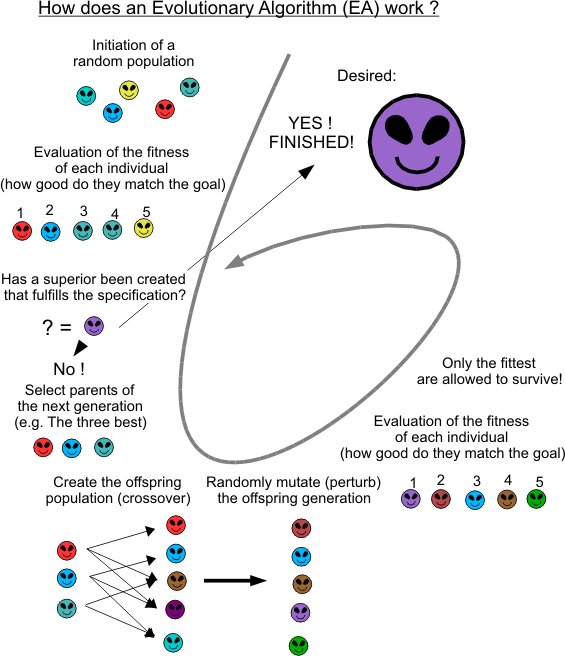 How does an Evolutionary Algorithm (EA) work ?
Initiation of a
random population
Desired:
YES !
FINISHED!
Evaluation of the fitness
of each individual
(how good do they match the goal)
1 2 3 4 5
Has a superior been created
that fulfills the specification?
? =
No !
Select parents of
the next generation
(e.g. The three best)
Create the offspring
population (crossover)
Randomly mutate (perturb)
the offspring generation
Only the fittest
are allowed to survive!
Evaluation of the fitness
of each individual
(how good do they match the goal)
1 2 3 4 5